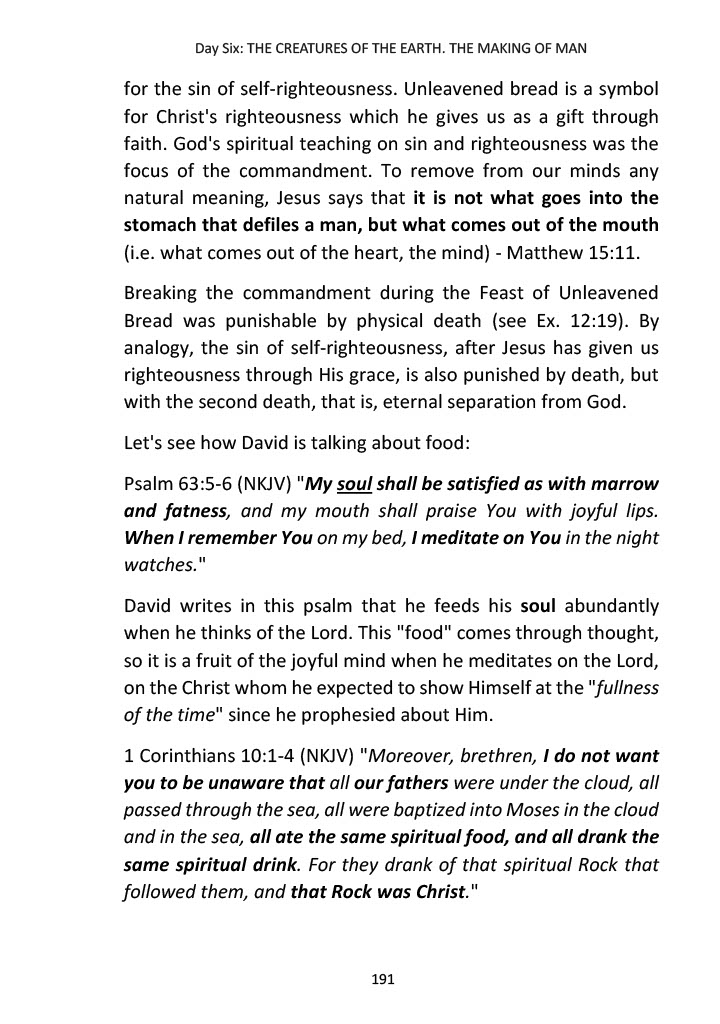 Day Six: THE CREATURES OF THE EARTH. THE MAKING OF MAN
for the sin of self-righteousness. Unleavened bread is a symbol
for Christ's righteousness which he gives us as a gift through
faith. God's spiritual teaching on sin and righteousness was the
focus of the commandment. To remove from our minds any
natural meaning, Jesus says that it is not what goes into the
stomach that defiles a man, but what comes out of the mouth
(i.e. what comes out of the heart, the mind) - Matthew 15:11.
Breaking the commandment during the Feast of Unleavened
Bread was punishable by physical death (see Ex. 12:19). By
analogy, the sin of self-righteousness, after Jesus has given us
righteousness through His grace, is also punished by death, but
with the second death, that is, eternal separation from God.
Let's see how David is talking about food:
Psalm 63:5-6 (NKJV) "My soul shall be satisfied as with marrow
and fatness, and my mouth shall praise You with joyful lips.
When I remember You on my bed, I meditate on You in the night
watches."
David writes in this psalm that he feeds his soul abundantly
when he thinks of the Lord. This "food" comes through thought,
so it is a fruit of the joyful mind when he meditates on the Lord,
on the Christ whom he expected to show Himself at the "fullness
of the time" since he prophesied about Him.
1 Corinthians 10:1-4 (NKJV) "Moreover, brethren, I do not want
you to be unaware that all our fathers were under the cloud, all
passed through the sea, all were baptized into Moses in the cloud
and in the sea, all ate the same spiritual food, and all drank the
same spiritual drink. For they drank of that spiritual Rock that
followed them, and that Rock was Christ."
191